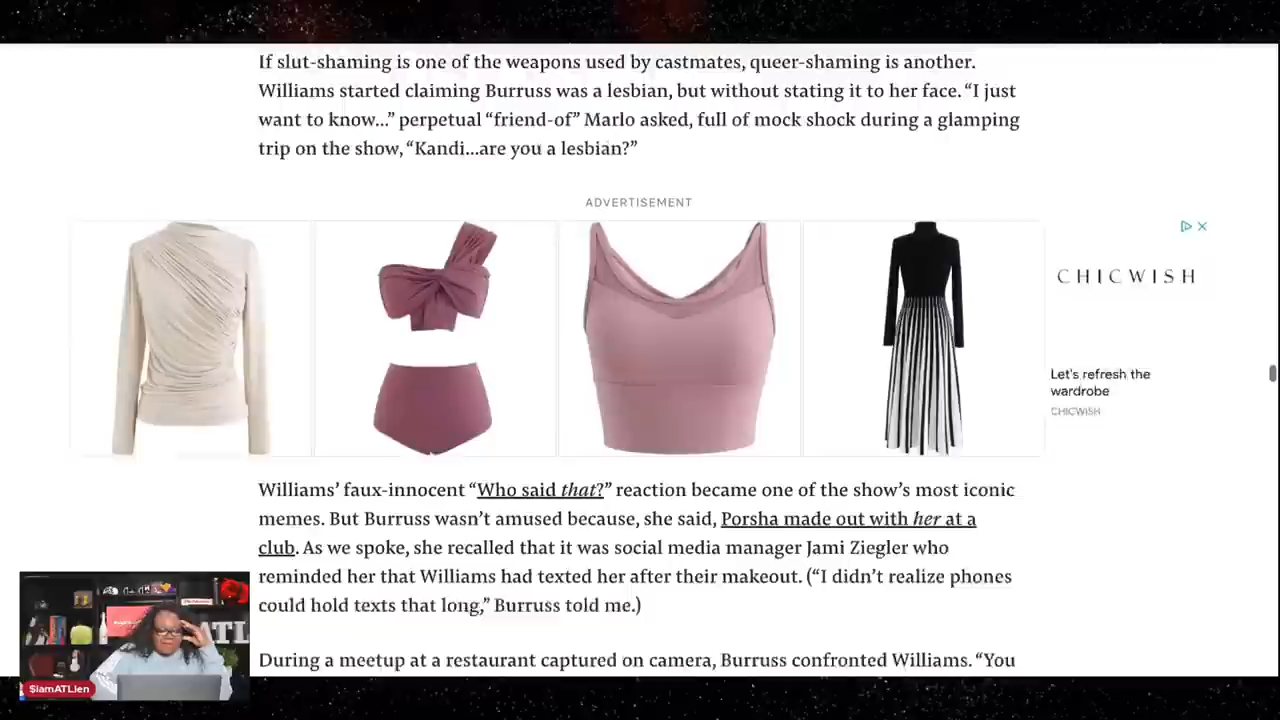 If slut-shaming is one of the weapons used by castmates, queer-shaming is another.
Williams started claiming Burruss was a lesbian, but without stating it to her face. “I just
want to know...” perpetual “friend-of” Marlo asked, full of mock shock during a glamping
trip on the show, “Kandi...are you a lesbian?”
ADVERTISEMENT
CHICWISH
Let's refresh the
wardrobe
CHICWISH
Williams’ faux-innocent “Who said that?” reaction became one of the show’s most iconic
memes. But Burruss wasn’t amused because, she said, Porsha made out with her at a
club. As we spoke, she recalled that it was social media manager Jami Ziegler who
reminded her that Williams had texted her after their makeout. (“I didn’t realize phones
could hold texts that long,” Burruss told me.)
During a meetup at a restaurant captured on camera, Burruss confronted Williams. “You
ATL
$iamATLien